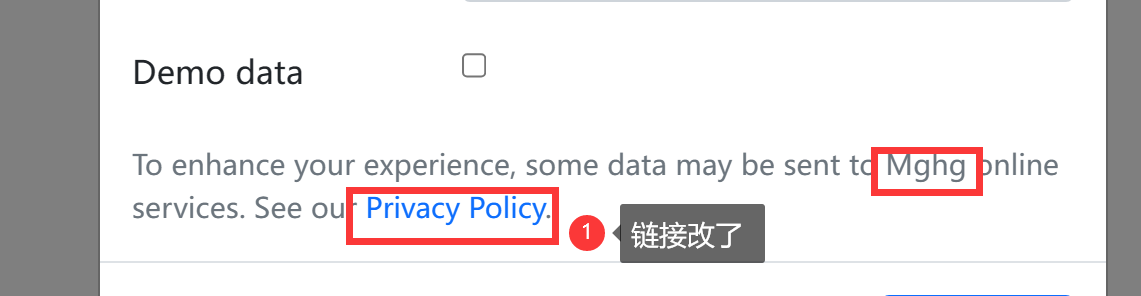 Demo data
To enhance your experience, some data may be sent to Mghg online
services. See our Privacy Policy.
1
链接改了